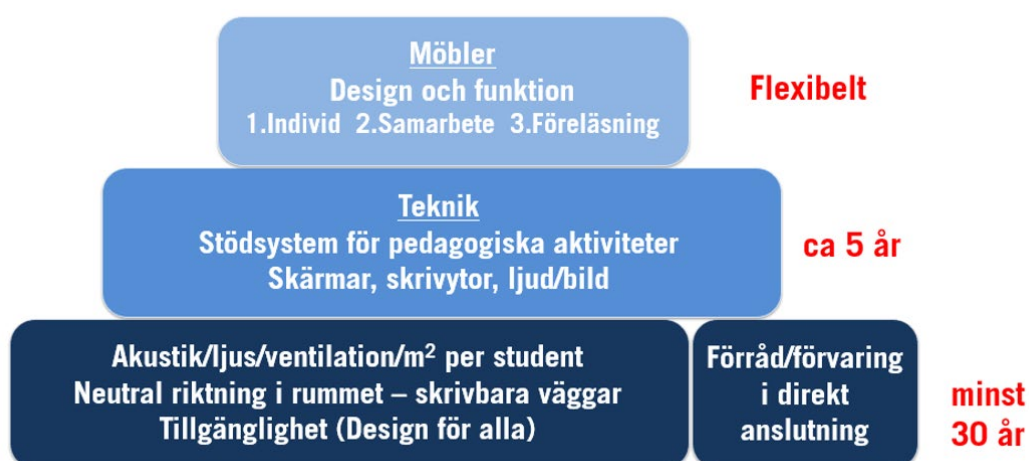 Möbler
Design och funktion
1.Individ 2.Samarbete 3.Föreläsning
Flexibelt
Teknik
Stödsystem för pedagogiska aktiviteter
Skärmar, skrivytor, ljud/bild
ca 5 år
Akustik/ljus/ventilation/m² per student
Neutral riktning i rummet – skrivbara väggar
Tillgänglighet (Design för alla)
Förråd/förvaring
i direkt
anslutning
minst
30 år